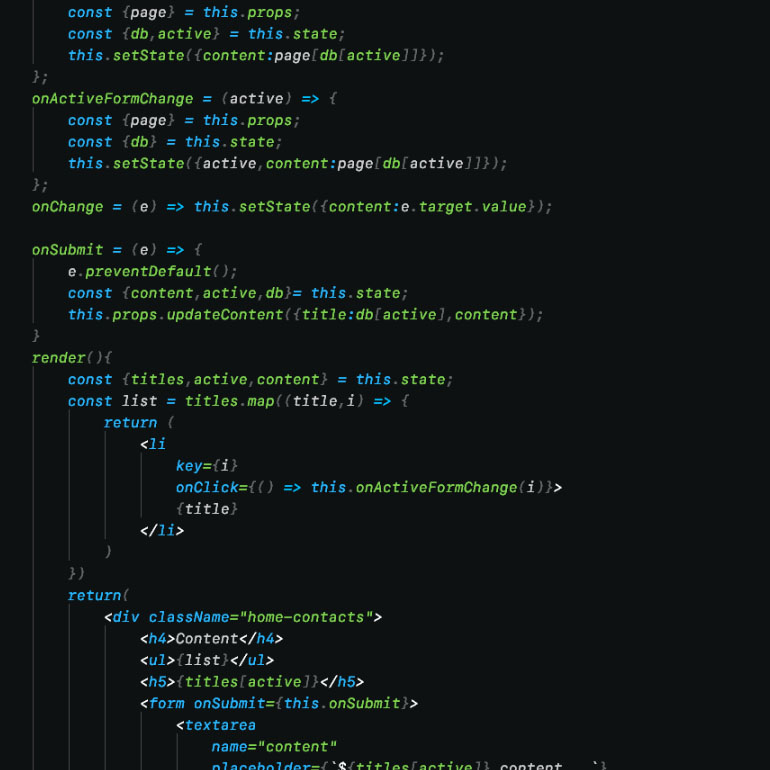 const {page} = this.props;
const {db,active} = this.state;
this.setState({content:page[db[active]]});
};
onActiveFormChange = (active) => {
const {page} = this.props;
const {db} = this.state;
this.setState({active,content:page[db[active]]});
};
onChange = (e) => this.setState({content:e.target.value});
onSubmit = (e) => {
e.preventDefault();
const {content,active,db}= this.state;
this.props.updateContent({title:db[active],content});
}
render(){
const {titles,active,content} = this.state;
const list = titles.map((title,i) => {
return (
<li
key={i}
onClick={() => this.onActiveFormChange(i)}>
{title}
</li>
)
})
return(
<div className="home-contacts">
<h4>Content</h4>
<ul>{list}</ul>
<h5>{titles[active]}</h5>
<form onSubmit={this.onSubmit}>
<textarea
name="content"
placeholder={`${titles[active]} content...`}